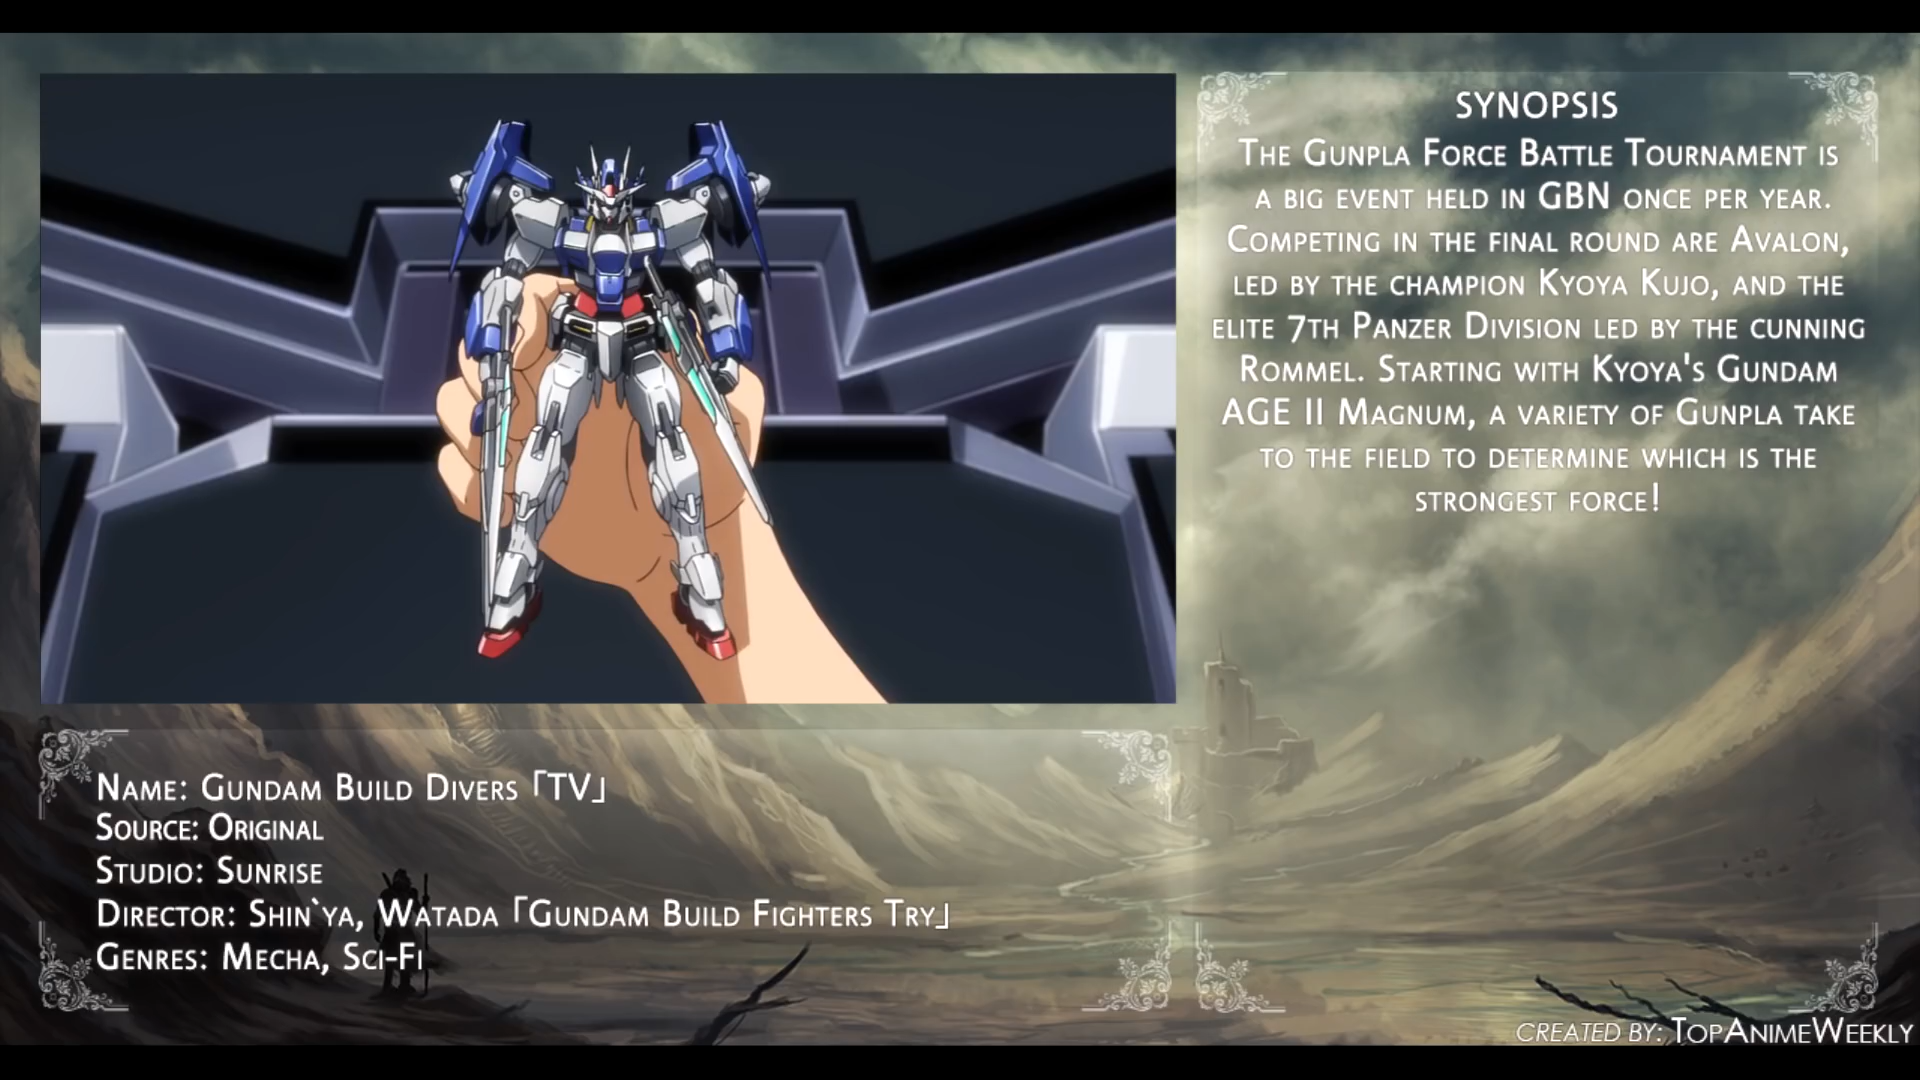 SYNOPSIS
The Gunpla Force Battle Tournament is
a big event held in GBN once per year.
Competing in the final round are Avalon,
led by the champion Kyoya Kujo, and the
elite 7th Panzer Division led by the cunning
Rommel. Starting with Kyoya's Gundam
AGE II Magnum, a variety of Gunpla take
to the field to determine which is the
strongest force!
Name: Gundam Build Divers「TV」
Source: Original
Studio: Sunrise
Director: Shin`ya, Watada「Gundam Build Fighters Try」
Genres: Mecha, Sci-Fi
CREATED BY: TopAnimeWeekly